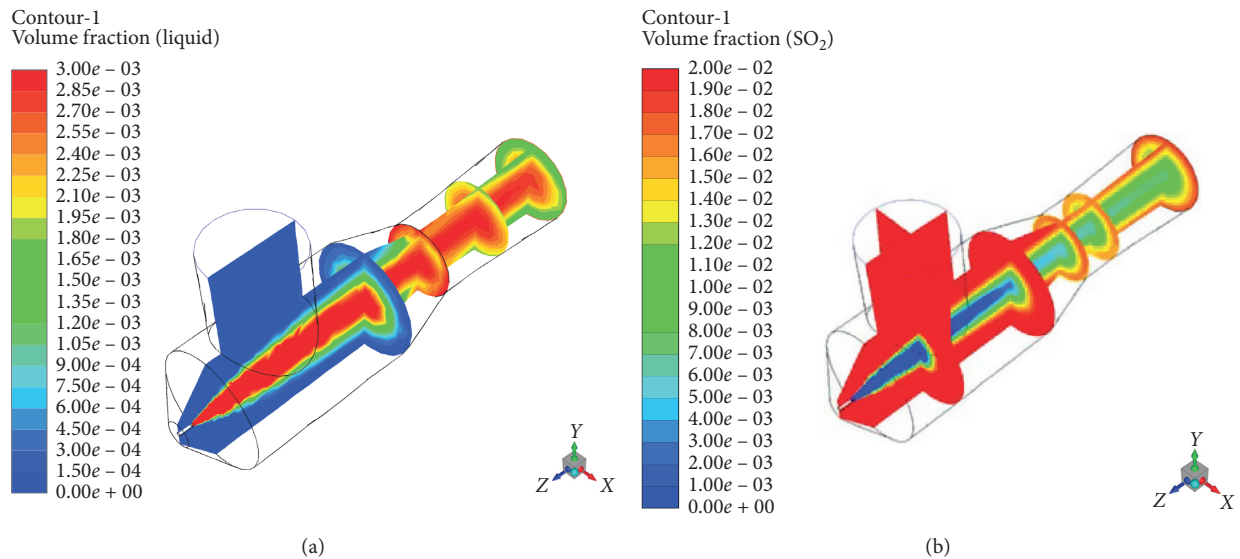 Contour-1
Volume fraction (liquid)
3.00e – 03
2.85e – 03
2.70e – 03
2.55e – 03
2.40e – 03
2.25e – 03
2.10e – 03
1.95e – 03
1.80e – 03
1.65e – 03
1.50e – 03
1.35e – 03
1.20e – 03
1.05e – 03
9.00e – 04
7.50e – 04
6.00e – 04
4.50e – 04
3.00e – 04
1.50e – 04
0.00e + 00
Y
Z
X
(a)
Contour-1
Volume fraction (SO₂)
2.00e – 02
1.90e – 02
1.80e – 02
1.70e – 02
1.60e – 02
1.50e – 02
1.40e – 02
1.30e – 02
1.20e – 02
1.10e – 02
1.00e – 02
9.00e – 03
8.00e – 03
7.00e – 03
6.00e – 03
5.00e – 03
4.00e – 03
3.00e – 03
2.00e – 03
1.00e – 03
0.00e + 00
Y
Z
X
(b)